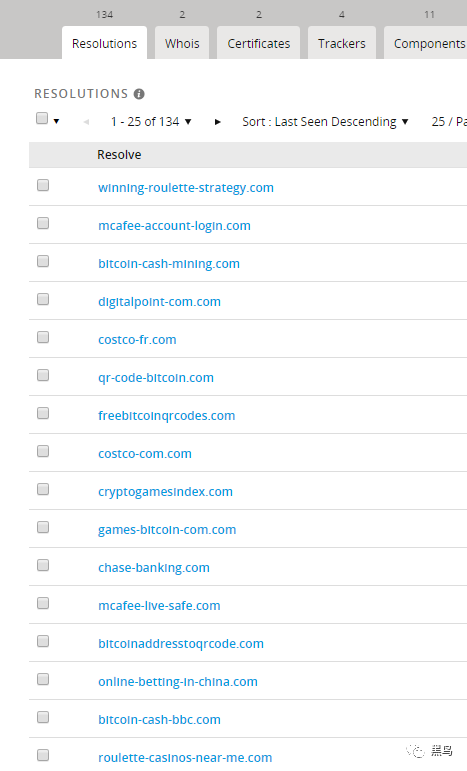 134 2 2 4 11
Resolutions Whois Certificates Trackers Components
RESOLUTIONS
1 - 25 of 134 Sort : Last Seen Descending 25 / Pa
Resolve
winning-roulette-strategy.com
mcafee-account-login.com
bitcoin-cash-mining.com
digitalpoint-com.com
costco-fr.com
qr-code-bitcoin.com
freebitcoinqrcodes.com
costco-com.com
cryptogamesindex.com
games-bitcoin-com.com
chase-banking.com
mcafee-live-safe.com
bitcoinaddresstoqrcode.com
online-betting-in-china.com
bitcoin-cash-bbc.com
roulette-casinos-near-me.com
黑鸟